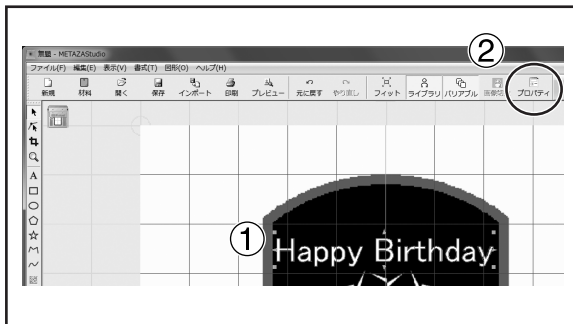 ②
無題 - METAZAStudio
ファイル(F) 編集(E) 表示(V) 書式(T) 図形(O) ヘルプ(H)
新規 材料 開く 保存 インポート 印刷 プレビュー 元に戻す やり直し フィット ライブラリ バリアブル 画像切 プロパティ
A
① Happy Birthday